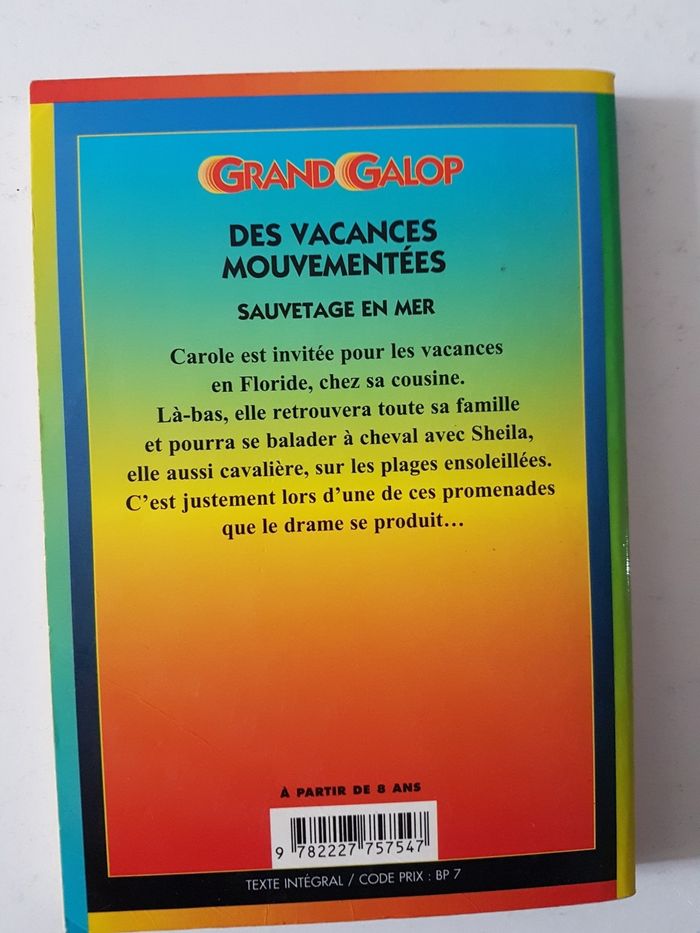 GRAND GALOP
DES VACANCES
MOUVEMENTÉES
SAUVETAGE EN MER
Carole est invitée pour les vacances
en Floride, chez sa cousine.
Là-bas, elle retrouvera toute sa famille
et pourra se balader à cheval avec Sheila,
elle aussi cavalière, sur les plages ensoleillées.
C'est justement lors d'une de ces promenades
que le drame se produit…
À PARTIR DE 8 ANS
9 782227 757547
TEXTE INTÉGRAL / CODE PRIX : BP 7